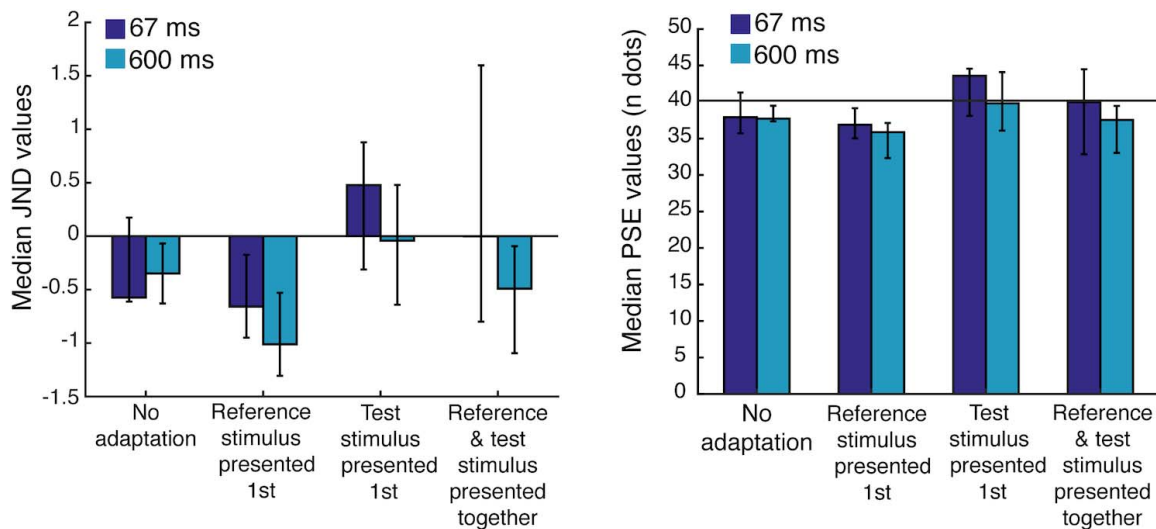 67 ms
600 ms
Median JND values
2
1.5
1
0.5
0
-0.5
-1
-1.5
No
adaptation
Reference
stimulus
presented
1st
Test
stimulus
presented
1st
Reference
& test
stimulus
presented
together
67 ms
600 ms
Median PSE values (n dots)
50
45
40
35
30
25
20
15
10
5
0
No
adaptation
Reference
stimulus
presented
1st
Test
stimulus
presented
1st
Reference
& test
stimulus
presented
together